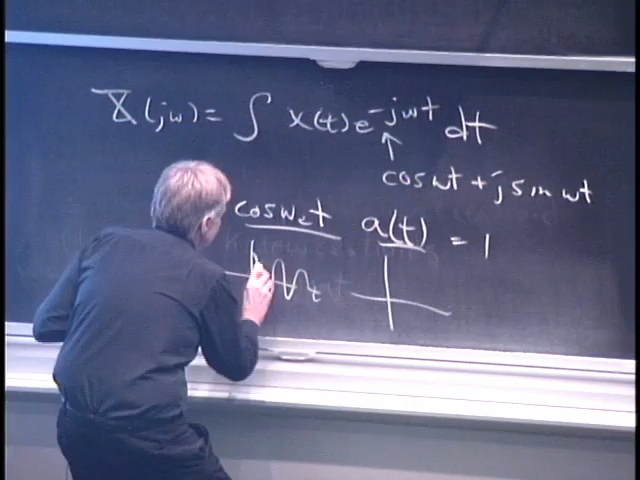 X(jω) = ∫ x(t) e^-jωt dt
↑
cos ωt + j sin ωt
cos ωct a(t) = 1
t